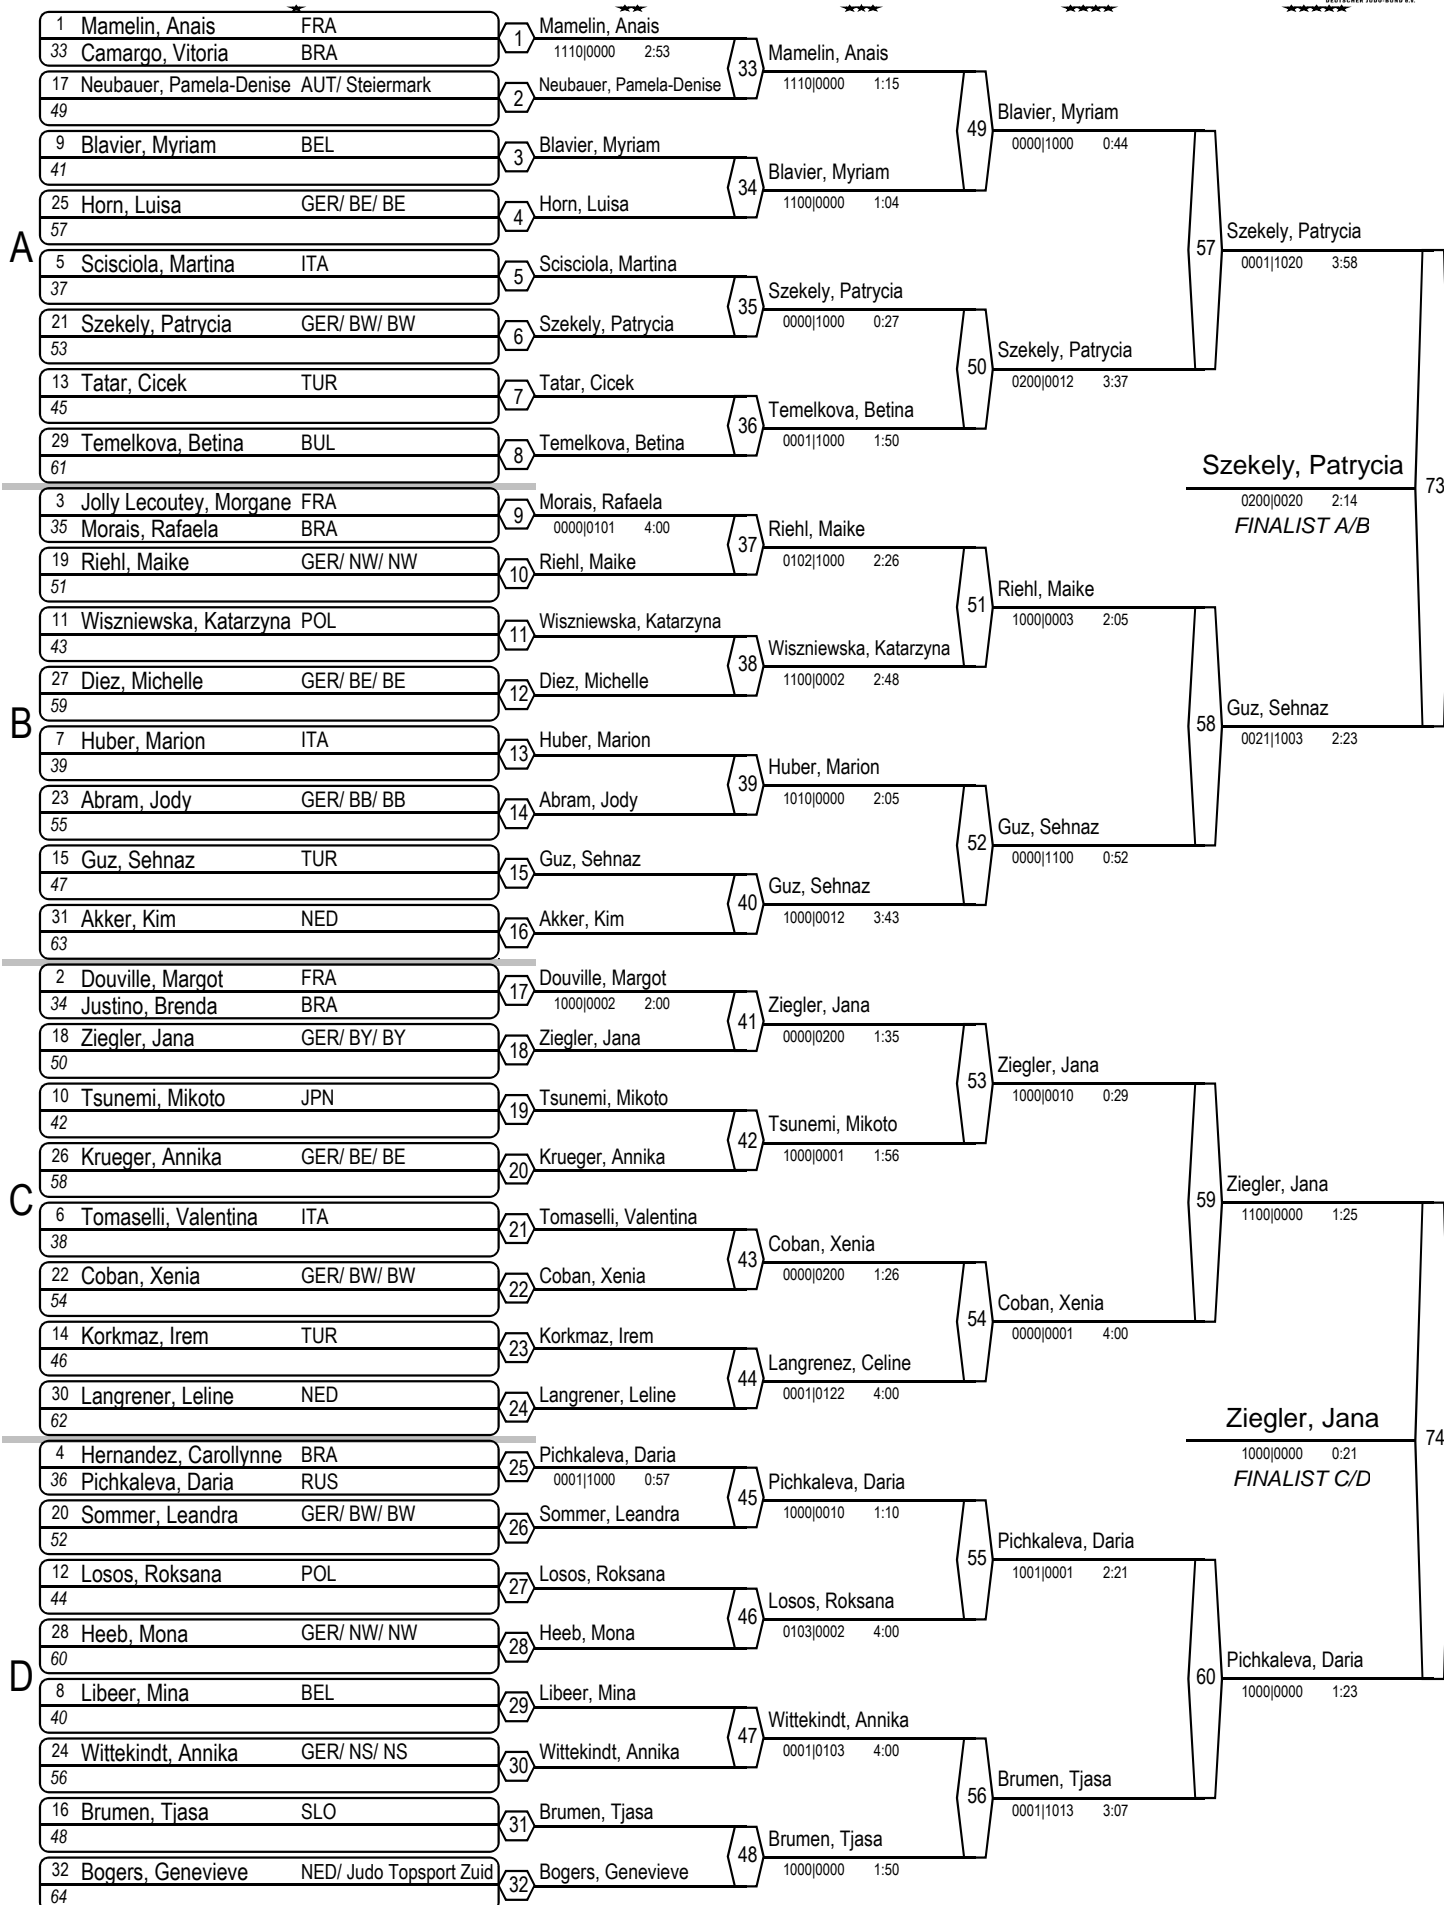 DEUTSCHER JUDO-BUND e.V.
A
1 Mamelin, Anais FRA
33 Camargo, Vitoria BRA
17 Neubauer, Pamela-Denise AUT/ Steiermark
49
9 Blavier, Myriam BEL
41
25 Horn, Luisa GER/ BE/ BE
57
5 Scisciola, Martina ITA
37
21 Szekely, Patrycia GER/ BW/ BW
53
13 Tatar, Cicek TUR
45
29 Temelkova, Betina BUL
61
B
3 Jolly Lecoutey, Morgane FRA
35 Morais, Rafaela BRA
19 Riehl, Maike GER/ NW/ NW
51
11 Wiszniewska, Katarzyna POL
43
27 Diez, Michelle GER/ BE/ BE
59
7 Huber, Marion ITA
39
23 Abram, Jody GER/ BB/ BB
55
15 Guz, Sehnaz TUR
47
31 Akker, Kim NED
63
C
2 Douville, Margot FRA
34 Justino, Brenda BRA
18 Ziegler, Jana GER/ BY/ BY
50
10 Tsunemi, Mikoto JPN
42
26 Krueger, Annika GER/ BE/ BE
58
6 Tomaselli, Valentina ITA
38
22 Coban, Xenia GER/ BW/ BW
54
14 Korkmaz, Irem TUR
46
30 Langrener, Leline NED
62
D
4 Hernandez, Carollynne BRA
36 Pichkaleva, Daria RUS
20 Sommer, Leandra GER/ BW/ BW
52
12 Losos, Roksana POL
44
28 Heeb, Mona GER/ NW/ NW
60
8 Libeer, Mina BEL
40
24 Wittekindt, Annika GER/ NS/ NS
56
16 Brumen, Tjasa SLO
48
32 Bogers, Genevieve NED/ Judo Topsport Zuid
64
1 Mamelin, Anais
1110|0000 2:53
2 Neubauer, Pamela-Denise
3 Blavier, Myriam
4 Horn, Luisa
5 Scisciola, Martina
6 Szekely, Patrycia
7 Tatar, Cicek
8 Temelkova, Betina
9 Morais, Rafaela
0000|0101 4:00
10 Riehl, Maike
11 Wiszniewska, Katarzyna
12 Diez, Michelle
13 Huber, Marion
14 Abram, Jody
15 Guz, Sehnaz
16 Akker, Kim
17 Douville, Margot
1000|0002 2:00
18 Ziegler, Jana
19 Tsunemi, Mikoto
20 Krueger, Annika
21 Tomaselli, Valentina
22 Coban, Xenia
23 Korkmaz, Irem
24 Langrener, Leline
25 Pichkaleva, Daria
0001|1000 0:57
26 Sommer, Leandra
27 Losos, Roksana
28 Heeb, Mona
29 Libeer, Mina
30 Wittekindt, Annika
31 Brumen, Tjasa
32 Bogers, Genevieve
33 Mamelin, Anais
1110|0000 1:15
34 Blavier, Myriam
1100|0000 1:04
35 Szekely, Patrycia
0000|1000 0:27
36 Temelkova, Betina
0001|1000 1:50
37 Riehl, Maike
0102|1000 2:26
38 Wiszniewska, Katarzyna
1100|0002 2:48
39 Huber, Marion
1010|0000 2:05
40 Guz, Sehnaz
1000|0012 3:43
41 Ziegler, Jana
0000|0200 1:35
42 Tsunemi, Mikoto
1000|0001 1:56
43 Coban, Xenia
0000|0200 1:26
44 Langrenez, Celine
0001|0122 4:00
45 Pichkaleva, Daria
1000|0010 1:10
46 Losos, Roksana
0103|0002 4:00
47 Wittekindt, Annika
0001|0103 4:00
48 Brumen, Tjasa
1000|0000 1:50
49 Blavier, Myriam
0000|1000 0:44
50 Szekely, Patrycia
0200|0012 3:37
51 Riehl, Maike
1000|0003 2:05
52 Guz, Sehnaz
0000|1100 0:52
53 Ziegler, Jana
1000|0010 0:29
54 Coban, Xenia
0000|0001 4:00
55 Pichkaleva, Daria
1001|0001 2:21
56 Brumen, Tjasa
0001|1013 3:07
57 Szekely, Patrycia
0001|1020 3:58
58 Guz, Sehnaz
0021|1003 2:23
59 Ziegler, Jana
1100|0000 1:25
60 Pichkaleva, Daria
1000|0000 1:23
Szekely, Patrycia 73
0200|0020 2:14
FINALIST A/B
Ziegler, Jana 74
1000|0000 0:21
FINALIST C/D